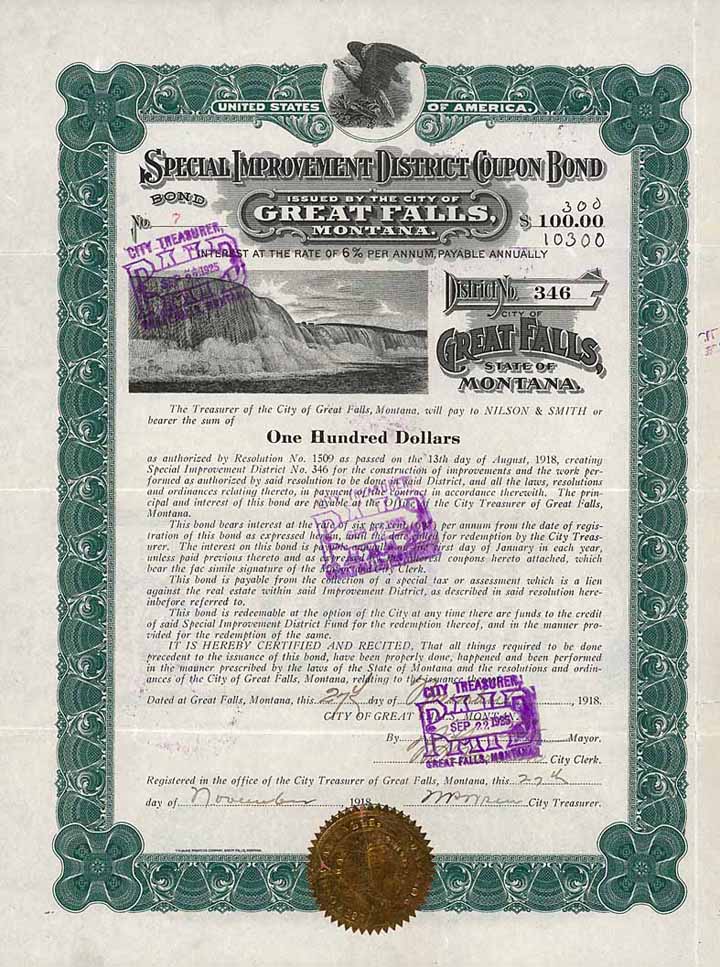 UNITED STATES OF AMERICA.
SPECIAL IMPROVEMENT DISTRICT COUPON BOND
BOND
No. 7
ISSUED BY THE CITY OF
GREAT FALLS,
MONTANA.
300
$ 100.00
10300
INTEREST AT THE RATE OF 6% PER ANNUM, PAYABLE ANNUALLY
CITY TREASURER,
PAID
SEP 22 1925
PAID
GREAT FALLS, MONTANA.
District No. 346
CITY OF
GREAT FALLS,
STATE OF
MONTANA.
The Treasurer of the City of Great Falls, Montana, will pay to NILSON & SMITH or
bearer the sum of
One Hundred Dollars
as authorized by Resolution No. 1509 as passed on the 13th day of August, 1918, creating
Special Improvement District No. 346 for the construction of improvements and the work per-
formed as authorized by said resolution to be done in said District, and all the laws, resolutions
and ordinances relating thereto, in payment of the contract in accordance therewith. The prin-
cipal and interest of this bond are payable at the Office of the City Treasurer of Great Falls,
Montana.
This bond bears interest at the rate of six per cent per annum from the date of regis-
tration of this bond as expressed herein, until the date called for redemption by the City Treas-
urer. The interest on this bond is payable annually on the first day of January in each year,
unless paid previous thereto and as expressed by the interest coupons hereto attached, which
bear the fac simile signature of the Mayor and City Clerk.
This bond is payable from the collection of a special tax or assessment which is a lien
against the real estate within said Improvement District, as described in said resolution here-
inbefore referred to.
This bond is redeemable at the option of the City at any time there are funds to the credit
of said Special Improvement District Fund for the redemption thereof, and in the manner pro-
vided for the redemption of the same.
IT IS HEREBY CERTIFIED AND RECITED, That all things required to be done
precedent to the issuance of this bond, have been properly done, happened and been performed
in the manner prescribed by the laws of the State of Montana and the resolutions and ordin-
ances of the City of Great Falls, Montana, relating to the issuance thereof.
Dated at Great Falls, Montana, this 27th day of , 1918.
CITY OF GREAT FALLS, MONTANA.
By Mayor.
City Clerk.
CITY TREASURER,
PAID
SEP 22 1925
PAID
GREAT FALLS, MONTANA.
Registered in the office of the City Treasurer of Great Falls, Montana, this 27th
day of November 1918 City Treasurer.